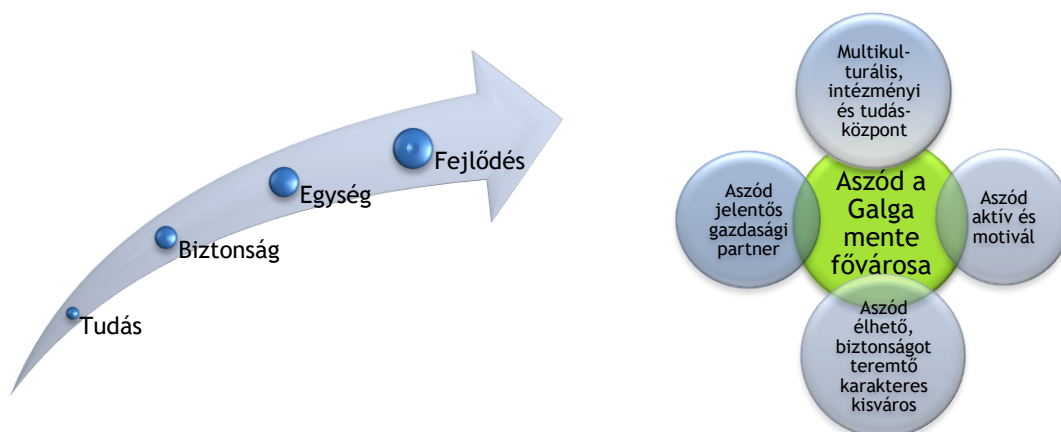 Tudás
Biztonság
Egység
Fejlődés
Multikul-
turális,
intézményi
és tudás-
központ
Aszód
jelentős
gazdasági
partner
Aszód a
Galga
mente
fővárosa
Aszód
aktív és
motivál
Aszód
élhető,
biztonságot
teremtő
karakteres
kisváros